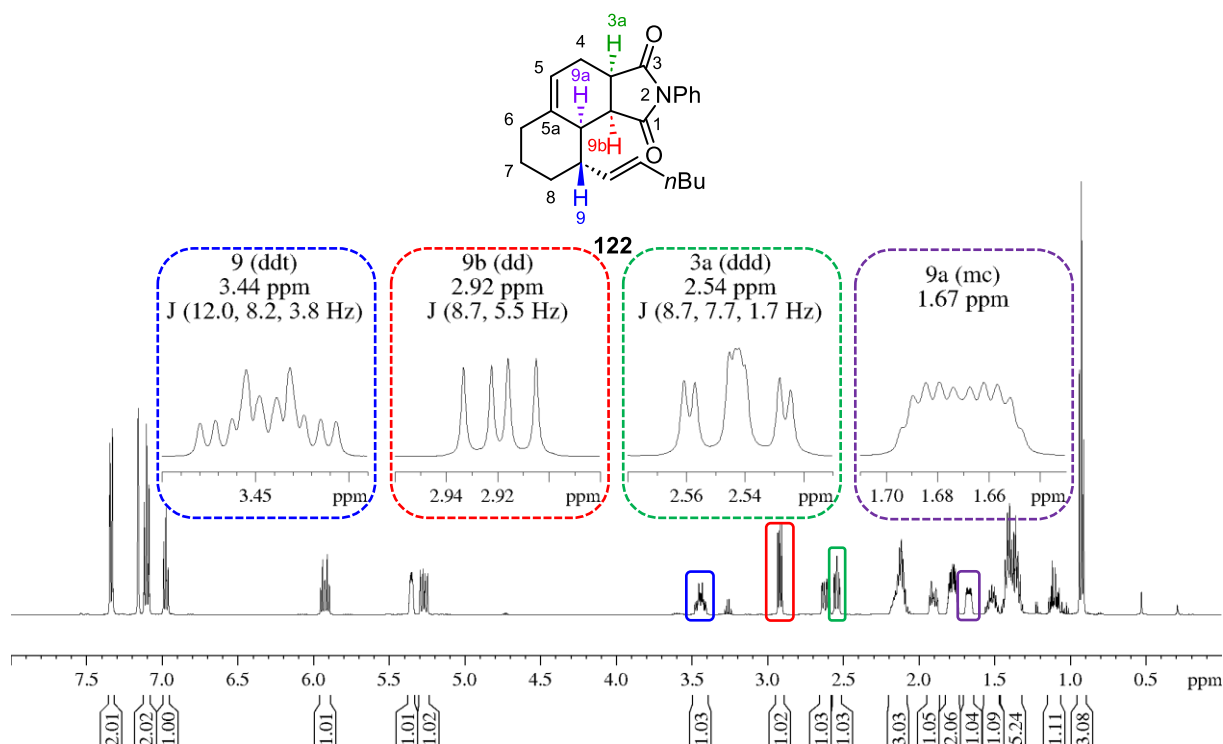 3a
H
O
4
3
5
9a
H
2
N
Ph
6
5a
1
9b
H
O
7
8
H
nBu
9
122
9 (ddt)
3.44 ppm
J (12.0, 8.2, 3.8 Hz)
9b (dd)
2.92 ppm
J (8.7, 5.5 Hz)
3a (ddd)
2.54 ppm
J (8.7, 7.7, 1.7 Hz)
9a (mc)
1.67 ppm
3.45 ppm
2.94 2.92 ppm
2.56 2.54 ppm
1.70 1.68 1.66 ppm
7.5 7.0 6.5 6.0 5.5 5.0 4.5 4.0 3.5 3.0 2.5 2.0 1.5 1.0 ppm
2.01 2.02 1.00 1.01 1.01 1.02 1.03 1.02 1.03 1.03 3.03 1.05 2.06 1.04 1.09 5.24 1.11 3.08